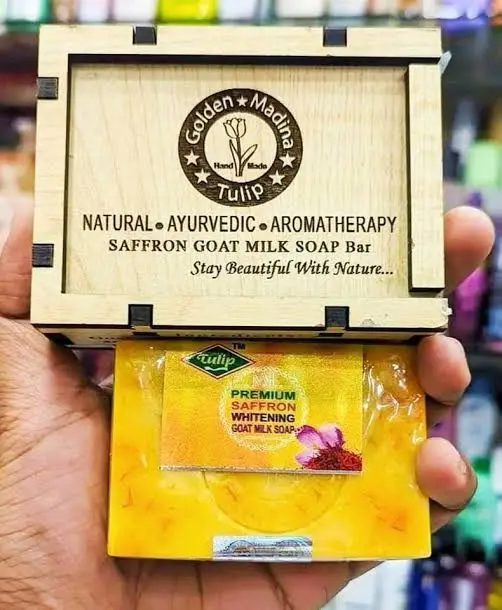 Golden ★ Madina
Hand Made
Tulip
NATURAL • AYURVEDIC • AROMATHERAPY
SAFFRON GOAT MILK SOAP Bar
Stay Beautiful With Nature...
Tulip TM
PREMIUM
SAFFRON
WHITENING
GOAT MILK SOAP